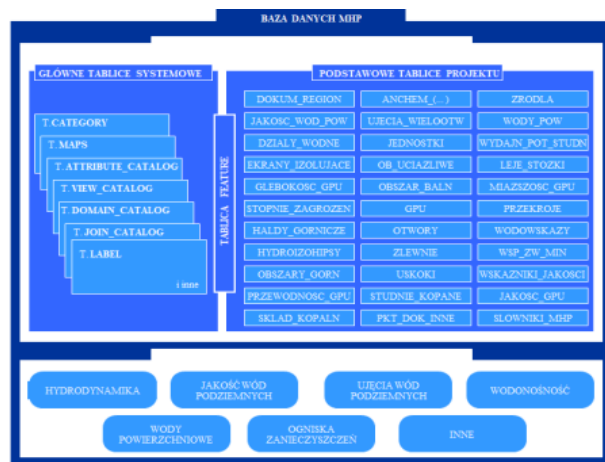 BAZA DANYCH MHP
GŁÓWNE TABLICE SYSTEMOWE
T.CATEGORY
T. MAPS
T. ATTRIBUTE_CATALOG
T. VIEW_CATALOG
T. DOMAIN_CATALOG
T. JOIN_CATALOG
T. LABEL
i inne
TABLICA FEATURE
PODSTAWOWE TABLICE PROJEKTU
DOKUM_REGION ANCHEM_(...) ZRODLA
JAKOSC_WOD_POW UJECIA_WIELOOTW WODY_POW
DZIALY_WODNE JEDNOSTKI WYDAJN_POT_STUDN
EKRANY_IZOLUJACE OB_UCIAZLIWE LEJE_STOZKI
GLEBOKOSC_GPU OBSZAR_BALN MIAZSZOSC_GPU
STOPNIE_ZAGROZEN GPU PRZEKROJE
HALDY_GORNICZE OTWORY WODOWSKAZY
HYDROIZOHIPSY ZLEWNIE WSP_ZW_MIN
OBSZARY_GORN USKOKI WSKAZNIKI_JAKOSCI
PRZEWODNOSC_GPU STUDNIE_KOPANE JAKOSC_GPU
SKLAD_KOPALN PKT_DOK_INNE SLOWNIKI_MHP
HYDRODYNAMIKA
JAKOŚĆ WÓD
PODZIEMNYCH
UJĘCIA WÓD
PODZIEMNYCH
WODONOŚNOŚĆ
WODY
POWIERZCHNIOWE
OGNISKA
ZANIECZYSZCZEŃ
INNE